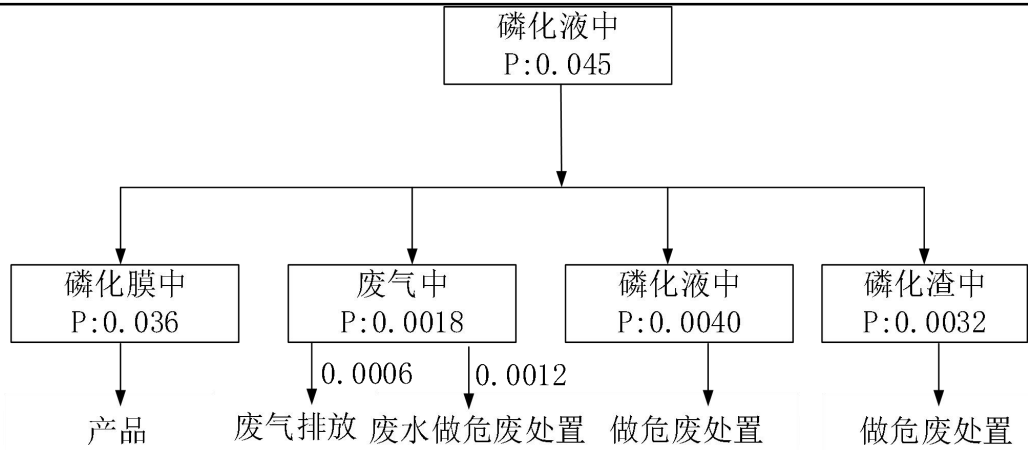 磷化液中
P:0.045
磷化膜中
P:0.036
废气中
P:0.0018
磷化液中
P:0.0040
磷化渣中
P:0.0032
0.0006
0.0012
产品
废气排放
废水做危废处置
做危废处置
做危废处置